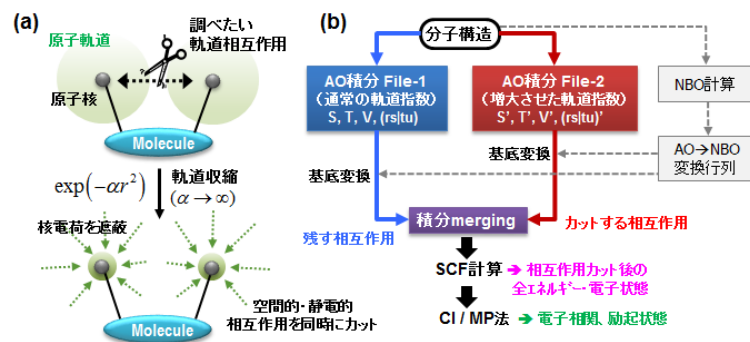 (a)
原子軌道
調べたい
軌道相互作用
原子核
Molecule
exp(−αr²)
軌道収縮
(α→∞)
核電荷を遮蔽
空間的・静電的
相互作用を同時にカット
Molecule
(b)
分子構造
AO積分 File-1
（通常の軌道指数）
S, T, V, (rs|tu)
AO積分 File-2
（増大させた軌道指数）
S', T', V', (rs|tu)'
NBO計算
AO→NBO
変換行列
基底変換
基底変換
積分merging
残す相互作用
カットする相互作用
SCF計算 ➔ 相互作用カット後の
全エネルギー・電子状態
CI / MP法 ➔ 電子相関、励起状態